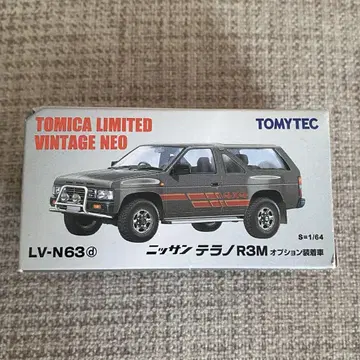 TOMICA LIMITED
VINTAGE NEO
TOMYTEC
S=1/64
LV-N63ⓓ
ニッサン テラノ R3M オプション装着車